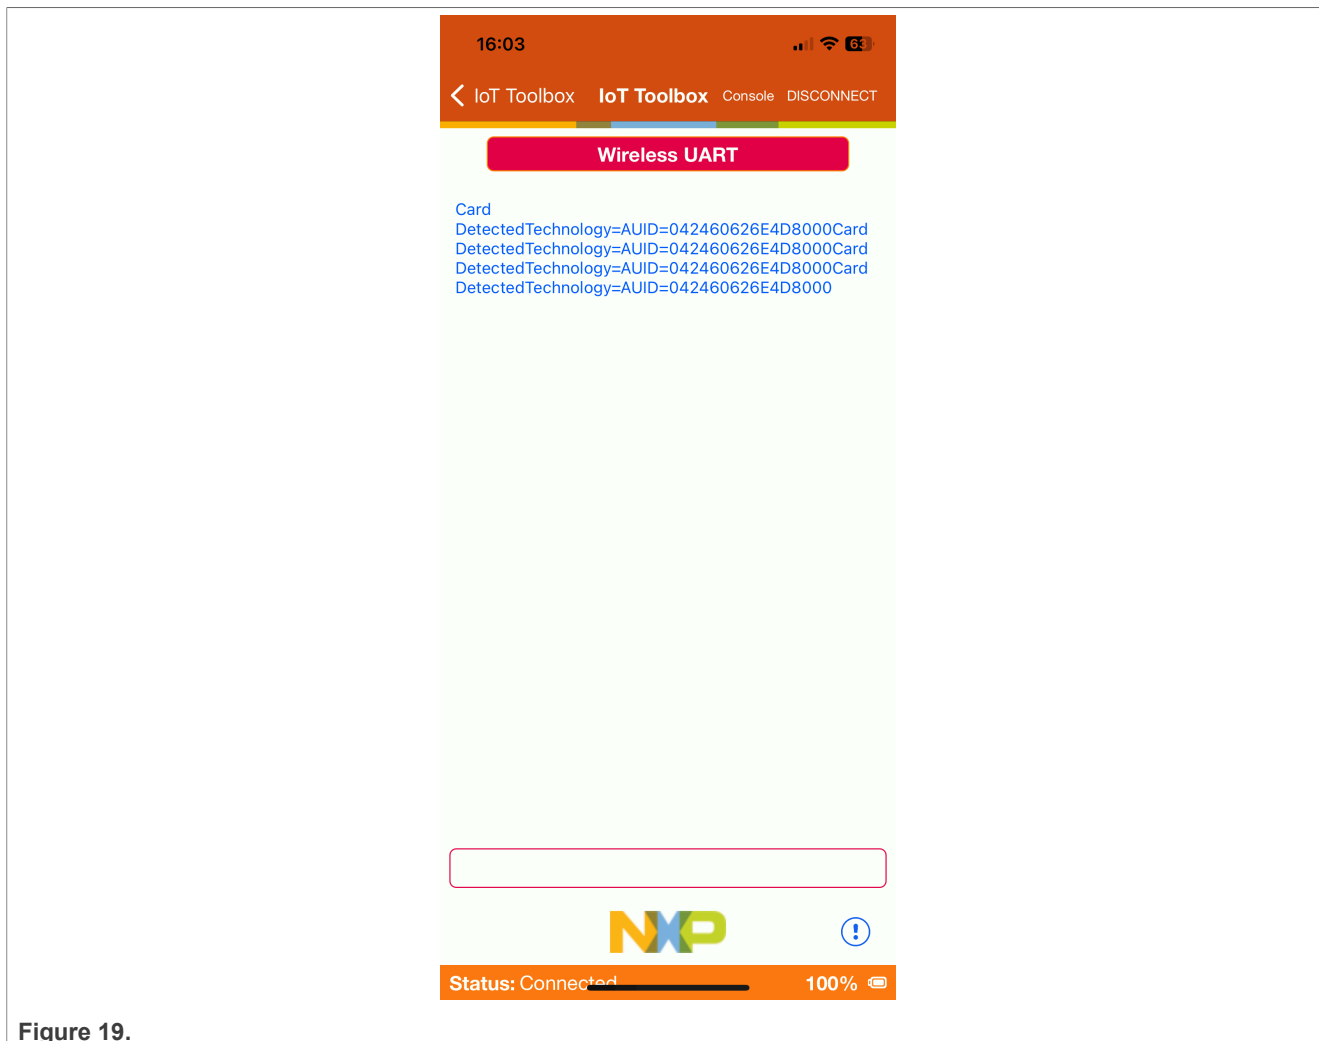 16:03
63
IoT Toolbox IoT Toolbox Console DISCONNECT
Wireless UART
Card
DetectedTechnology=AUID=042460626E4D8000Card
DetectedTechnology=AUID=042460626E4D8000Card
DetectedTechnology=AUID=042460626E4D8000Card
DetectedTechnology=AUID=042460626E4D8000
NXP
Status: Connected 100%
Figure 19.